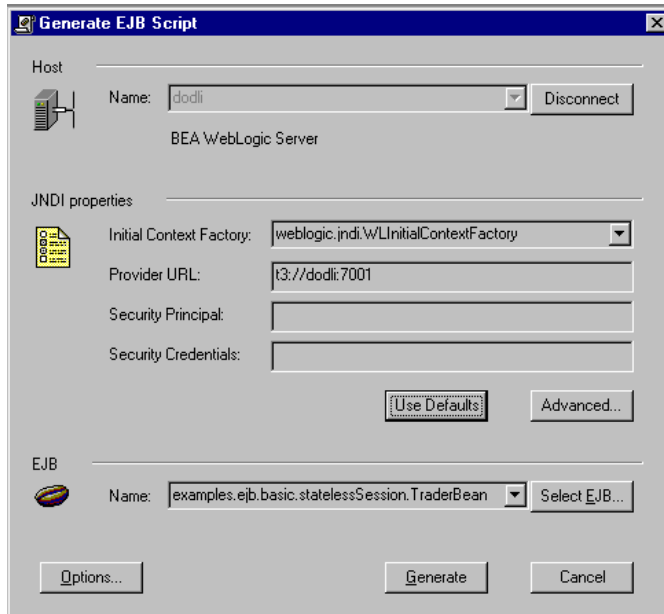 Generate EJB Script
Host
Name: dodli Disconnect
BEA WebLogic Server
JNDI properties
Initial Context Factory: weblogic.jndi.WLInitialContextFactory
Provider URL: t3://dodli:7001
Security Principal:
Security Credentials:
Use Defaults Advanced...
EJB
Name: examples.ejb.basic.statelessSession.TraderBean Select EJB...
Options... Generate Cancel